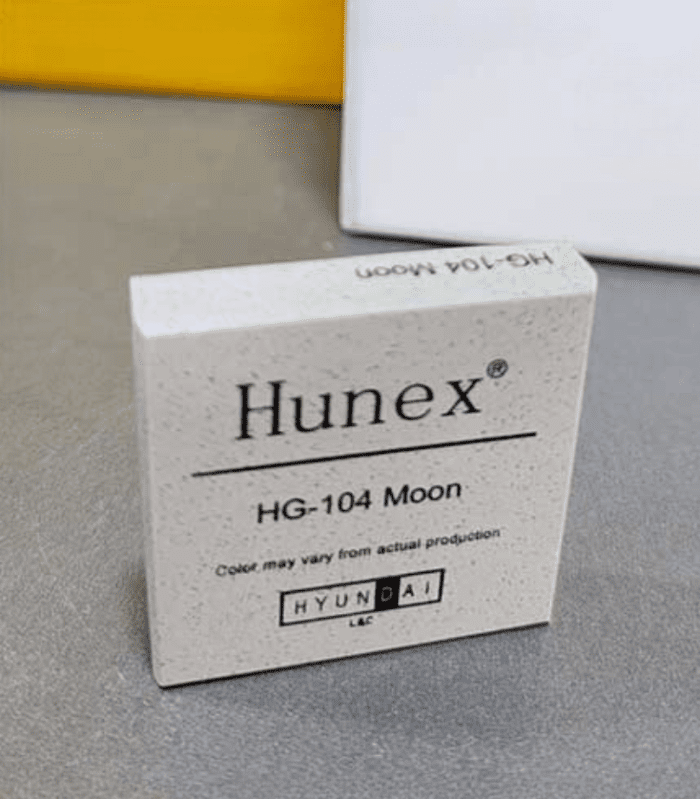 HG-104 Moon
Hunex®
HG-104 Moon
Color may vary from actual production
HYUNDAI
L&C